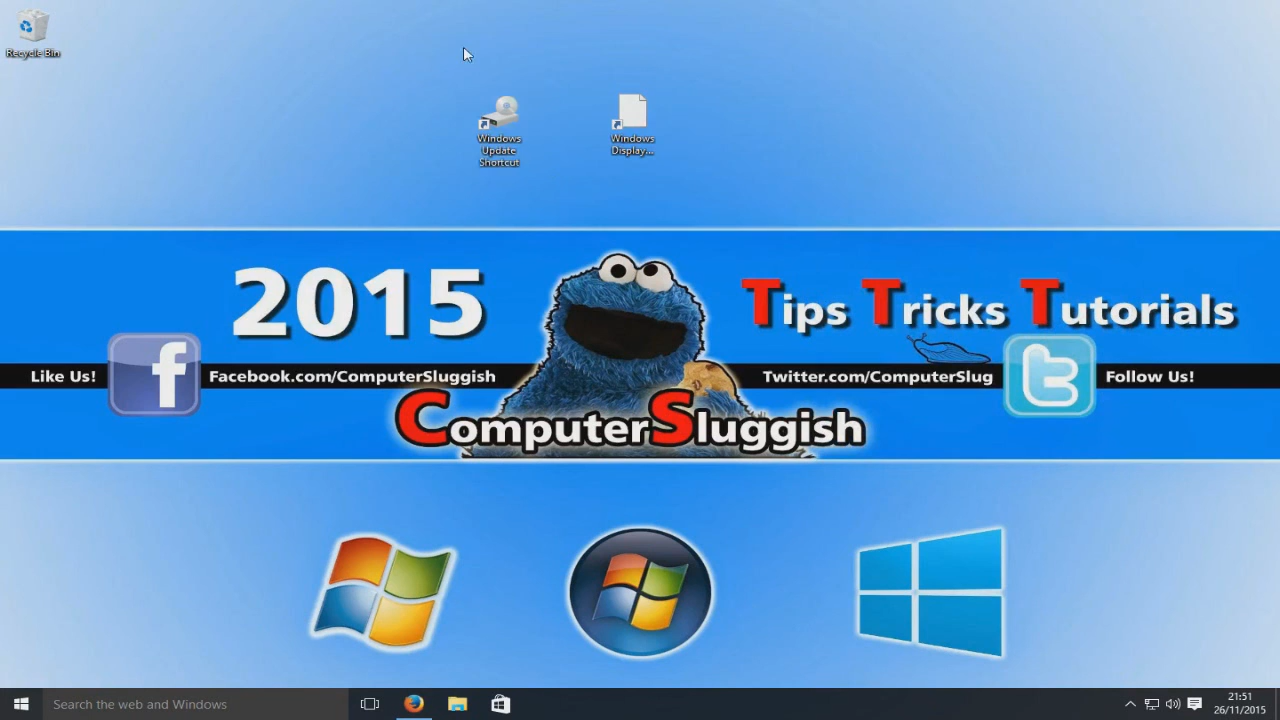 Recycle Bin
Windows
Update
Shortcut
Windows
Display...
2015
Tips Tricks Tutorials
Like Us!
Facebook.com/ComputerSluggish
Twitter.com/ComputerSlug
Follow Us!
ComputerSluggish
Search the web and Windows
21:51
26/11/2015